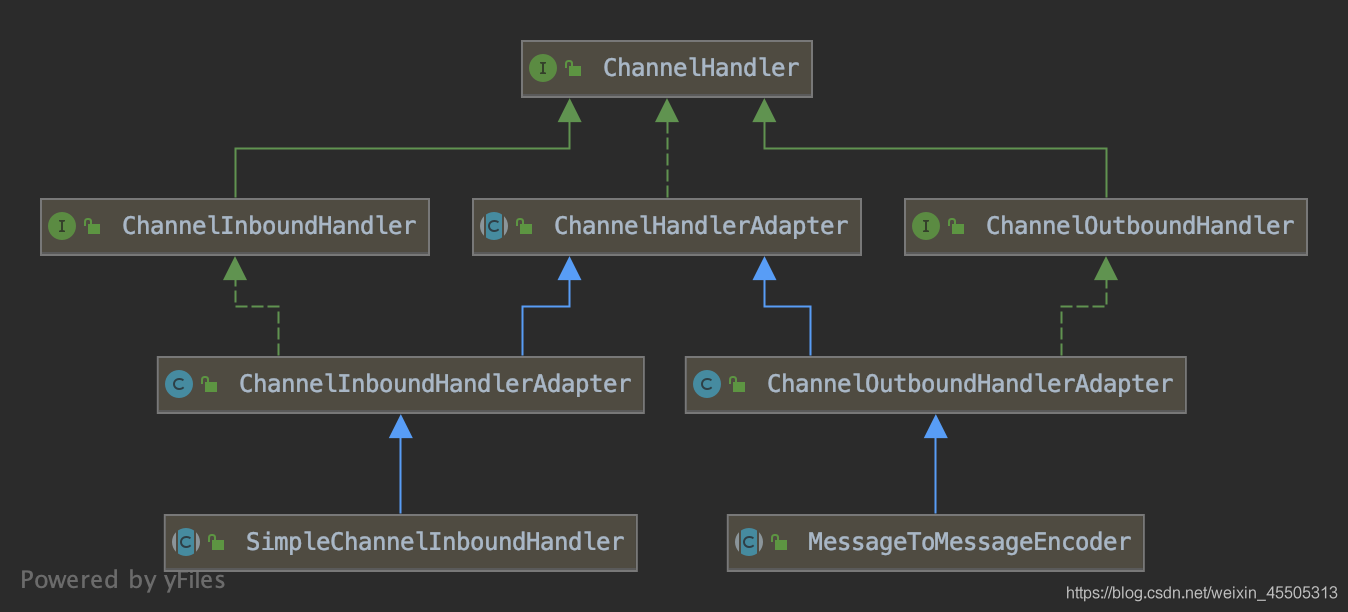 I ChannelHandler
I ChannelInboundHandler
C ChannelHandlerAdapter
I ChannelOutboundHandler
C ChannelInboundHandlerAdapter
C ChannelOutboundHandlerAdapter
C SimpleChannelInboundHandler
C MessageToMessageEncoder
Powered by yFiles
https://blog.csdn.net/weixin_45505313